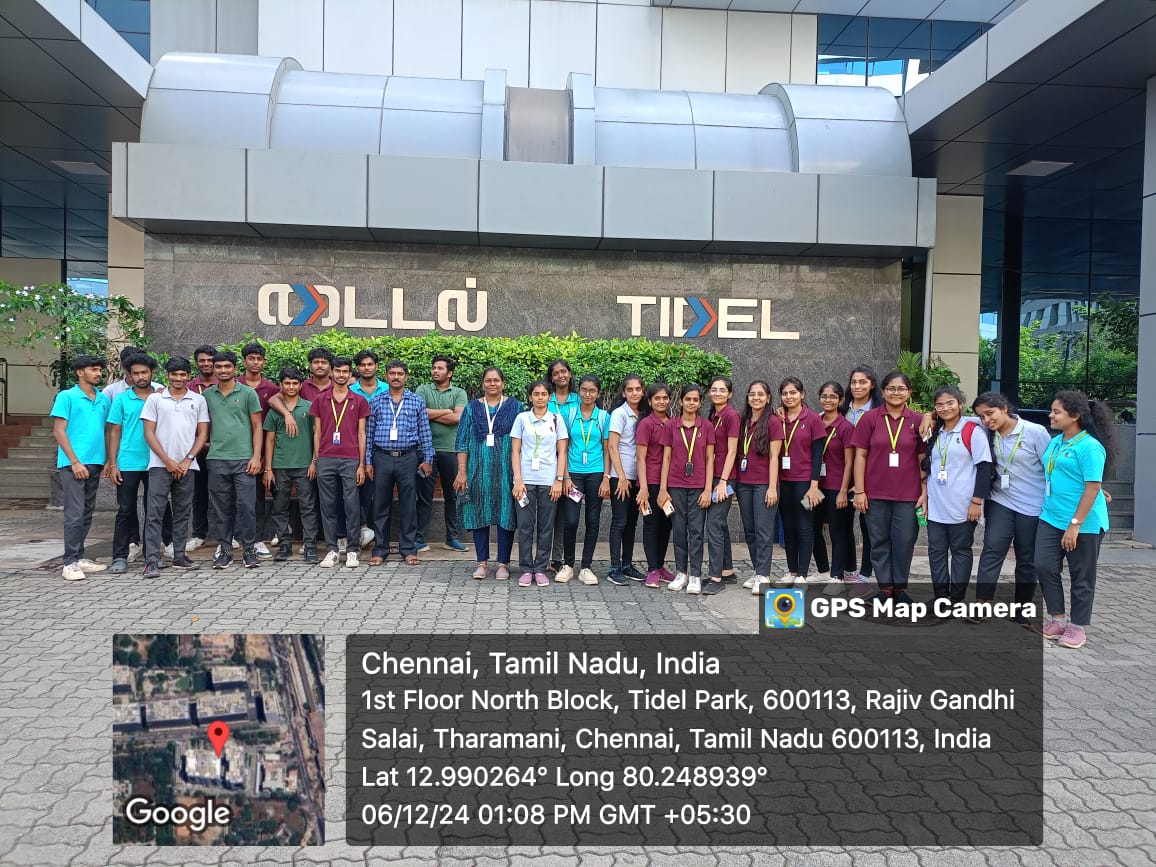 டைடல்
TIDEL
GPS Map Camera
Chennai, Tamil Nadu, India
1st Floor North Block, Tidel Park, 600113, Rajiv Gandhi
Salai, Tharamani, Chennai, Tamil Nadu 600113, India
Lat 12.990264° Long 80.248939°
06/12/24 01:08 PM GMT +05:30
Google